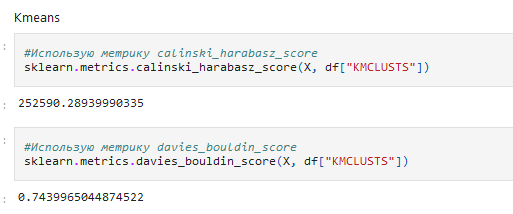 Kmeans
:
#Использую метрику calinski_harabasz_score
sklearn.metrics.calinski_harabasz_score(X, df["KMCLUSTS"])
: 252590.28939990335
:
#Использую метрику davies_bouldin_score
sklearn.metrics.davies_bouldin_score(X, df["KMCLUSTS"])
: 0.7439965044874522